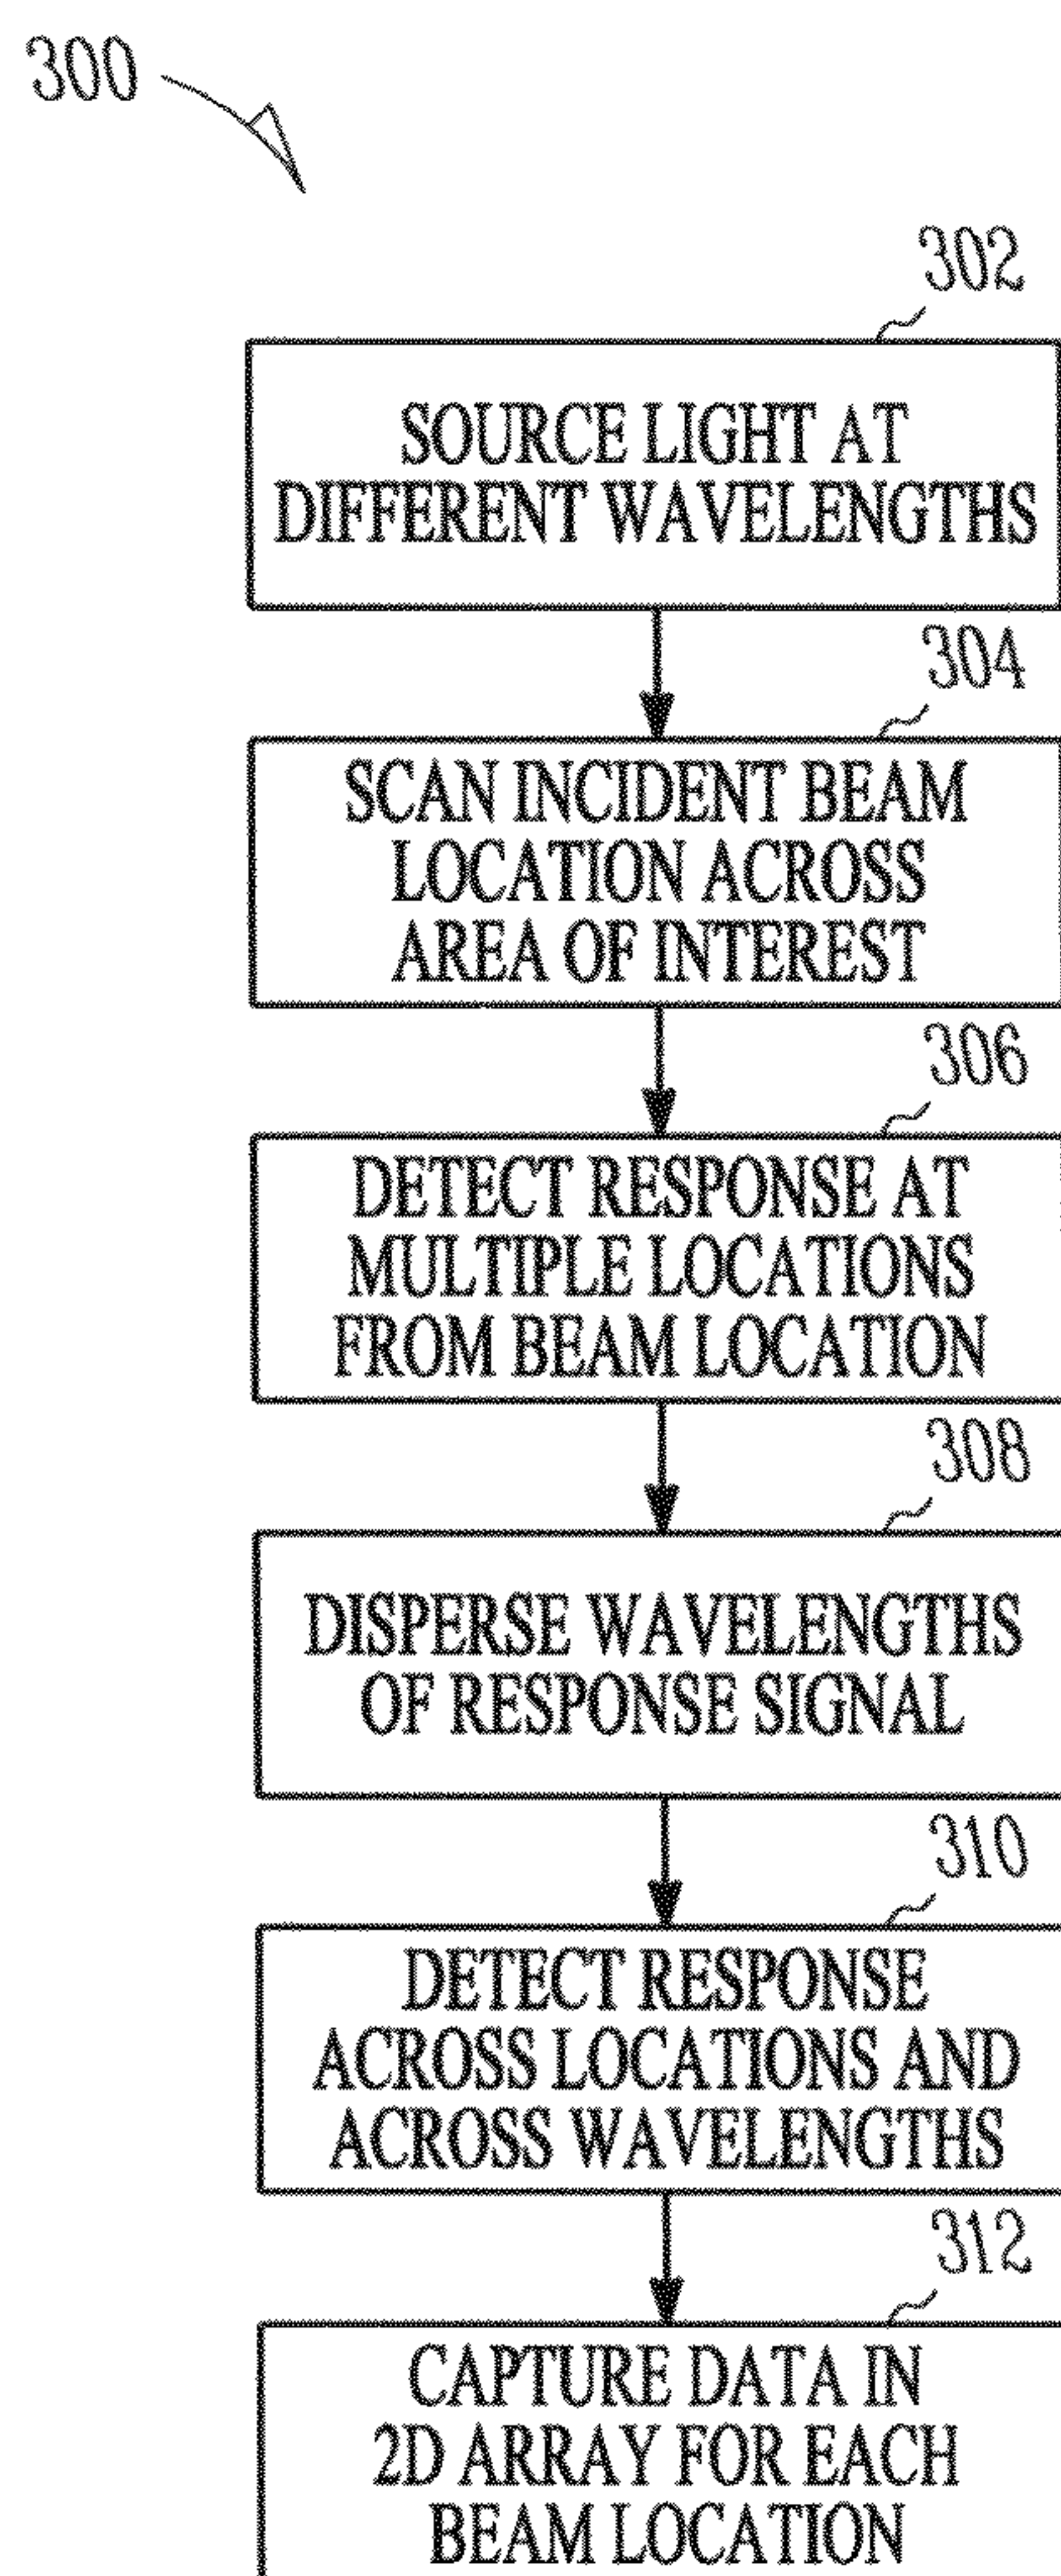 300
302
SOURCE LIGHT AT
DIFFERENT WAVELENGTHS
304
SCAN INCIDENT BEAM
LOCATION ACROSS
AREA OF INTEREST
306
DETECT RESPONSE AT
MULTIPLE LOCATIONS
FROM BEAM LOCATION
308
DISPERSE WAVELENGTHS
OF RESPONSE SIGNAL
310
DETECT RESPONSE
ACROSS LOCATIONS AND
ACROSS WAVELENGTHS
312
CAPTURE DATA IN
2D ARRAY FOR EACH
BEAM LOCATION